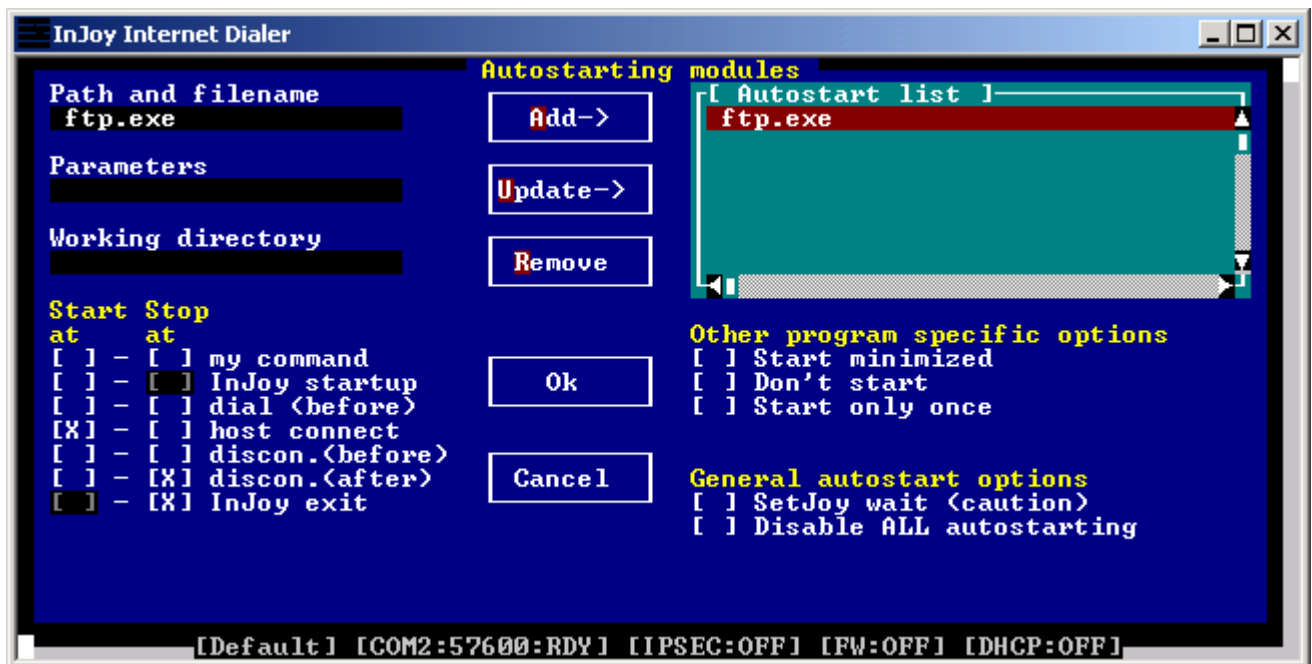 InJoy Internet Dialer
Autostarting modules
Path and filename
ftp.exe
Parameters
Working directory
Add->
Update->
Remove
[ Autostart list ]
ftp.exe
Start Stop
at at
[ ] - [ ] my command
[ ] - [ ] InJoy startup
[ ] - [ ] dial (before)
[X] - [ ] host connect
[ ] - [ ] discon.(before)
[ ] - [X] discon.(after)
[ ] - [X] InJoy exit
Ok
Cancel
Other program specific options
[ ] Start minimized
[ ] Don't start
[ ] Start only once
General autostart options
[ ] SetJoy wait (caution)
[ ] Disable ALL autostarting
[Default] [COM2:57600:RDY] [IPSEC:OFF] [FW:OFF] [DHCP:OFF]